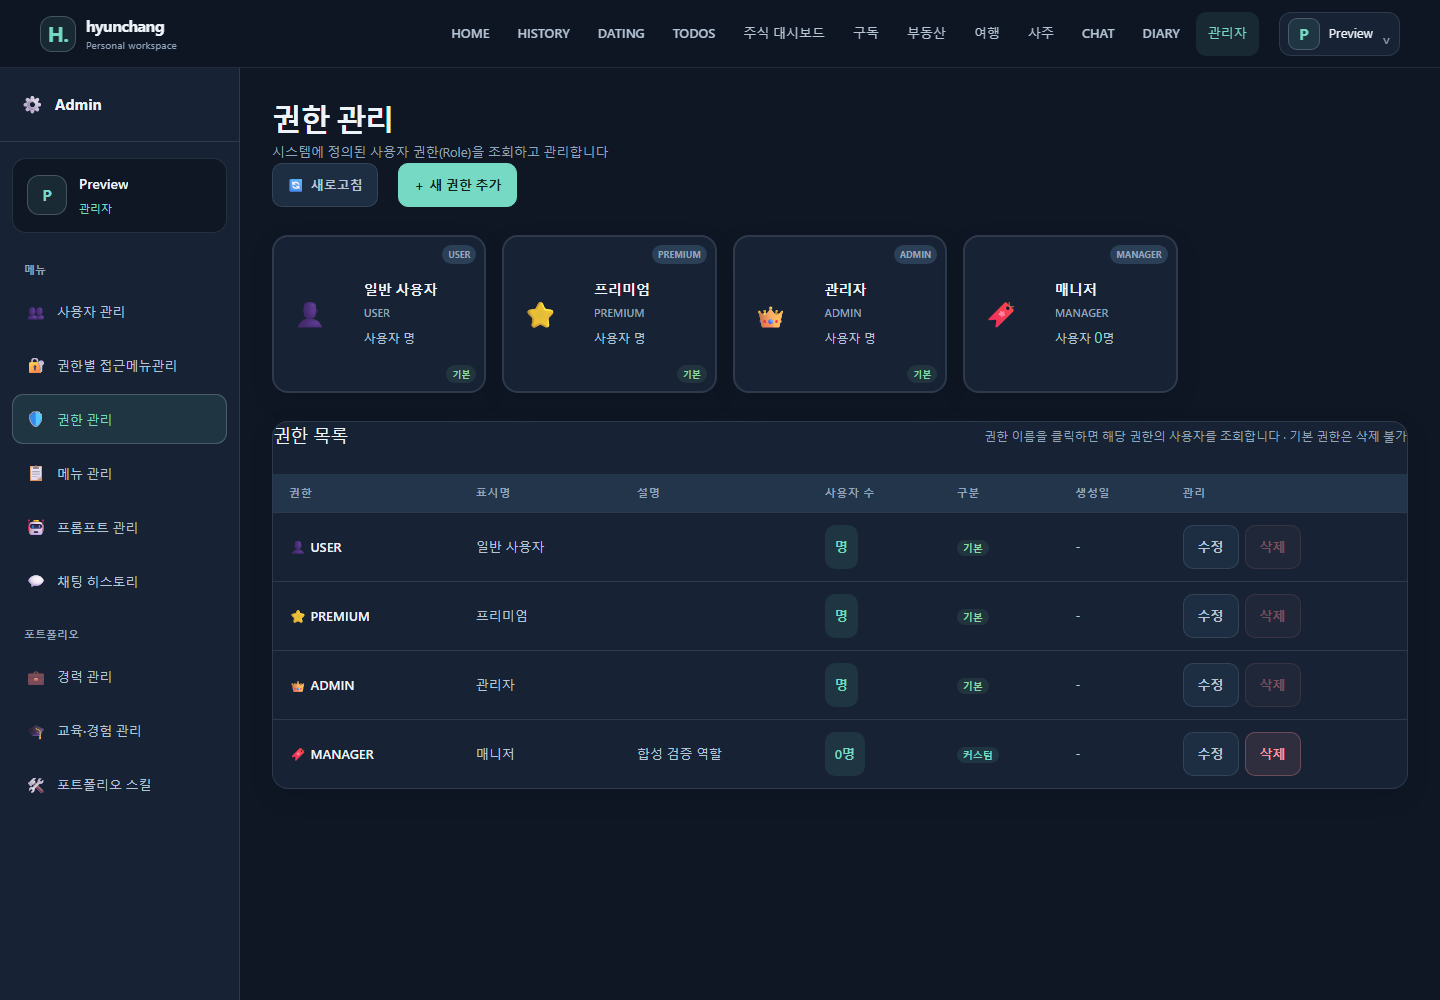 H.
hyunchang
Personal workspace
HOME
HISTORY
DATING
TODOS
주식 대시보드
구독
부동산
여행
사주
CHAT
DIARY
관리자
P
Preview
v
Admin
P
Preview
관리자
메뉴
사용자 관리
권한별 접근메뉴관리
권한 관리
메뉴 관리
프롬프트 관리
채팅 히스토리
포트폴리오
경력 관리
교육·경험 관리
포트폴리오 스킬
권한 관리
시스템에 정의된 사용자 권한(Role)을 조회하고 관리합니다
새로고침
+ 새 권한 추가
USER
일반 사용자
USER
사용자 명
기본
PREMIUM
프리미엄
PREMIUM
사용자 명
기본
ADMIN
관리자
ADMIN
사용자 명
기본
MANAGER
매니저
MANAGER
사용자 0명
권한 목록
권한 이름을 클릭하면 해당 권한의 사용자를 조회합니다 · 기본 권한은 삭제 불가
권한 표시명 설명 사용자 수 구분 생성일 관리
USER 일반 사용자 명 기본 - 수정 삭제
PREMIUM 프리미엄 명 기본 - 수정 삭제
ADMIN 관리자 명 기본 - 수정 삭제
MANAGER 매니저 합성 검증 역할 0명 커스텀 - 수정 삭제